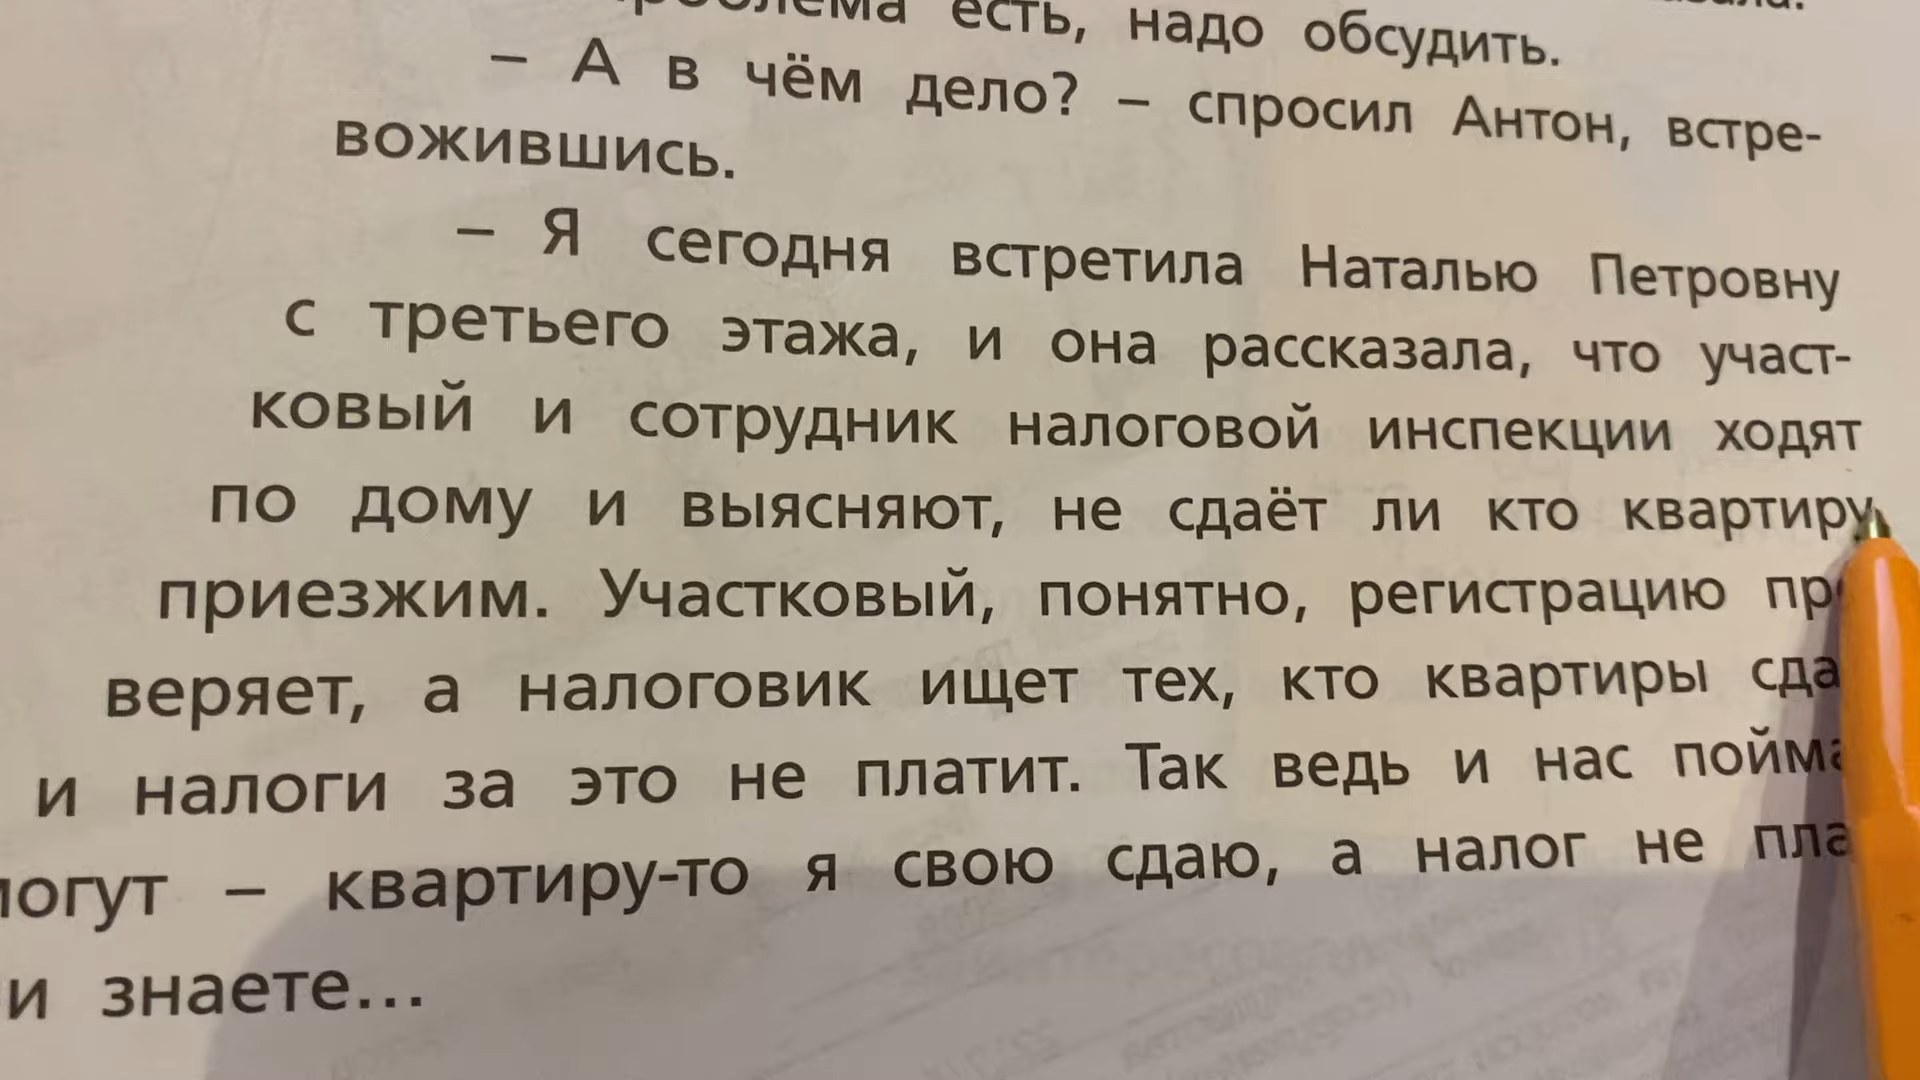 есть, надо обсудить.
– А в чём дело? – спросил Антон, встре-
вожившись.
– Я сегодня встретила Наталью Петровну
с третьего этажа, и она рассказала, что участ-
ковый и сотрудник налоговой инспекции ходят
по дому и выясняют, не сдаёт ли кто квартиру
приезжим. Участковый, понятно, регистрацию
веряет, а налоговик ищет тех, кто квартиры
и налоги за это не платит. Так ведь и нас
– квартиру-то я свою сдаю, а налог не
и знаете...